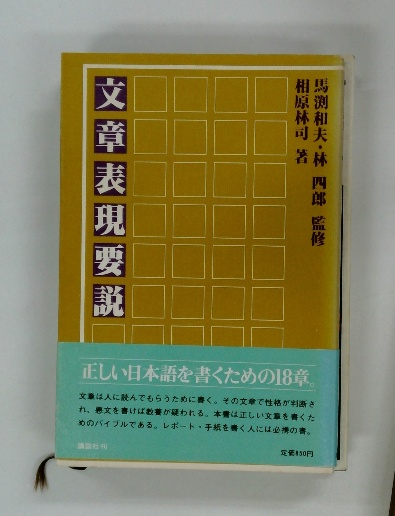 馬渕和夫・林 四郎 監修
相原林司 著
文章表現要説
正しい日本語を書くための18章。
文章は人に読んでもらうために書く。その文章で性格が判断さ
れ、悪文を書けば教養が疑われる。本書は正しい文章を書くた
めのバイブルである。レポート・手紙を書く人には必携の書。
講談社刊
定価850円